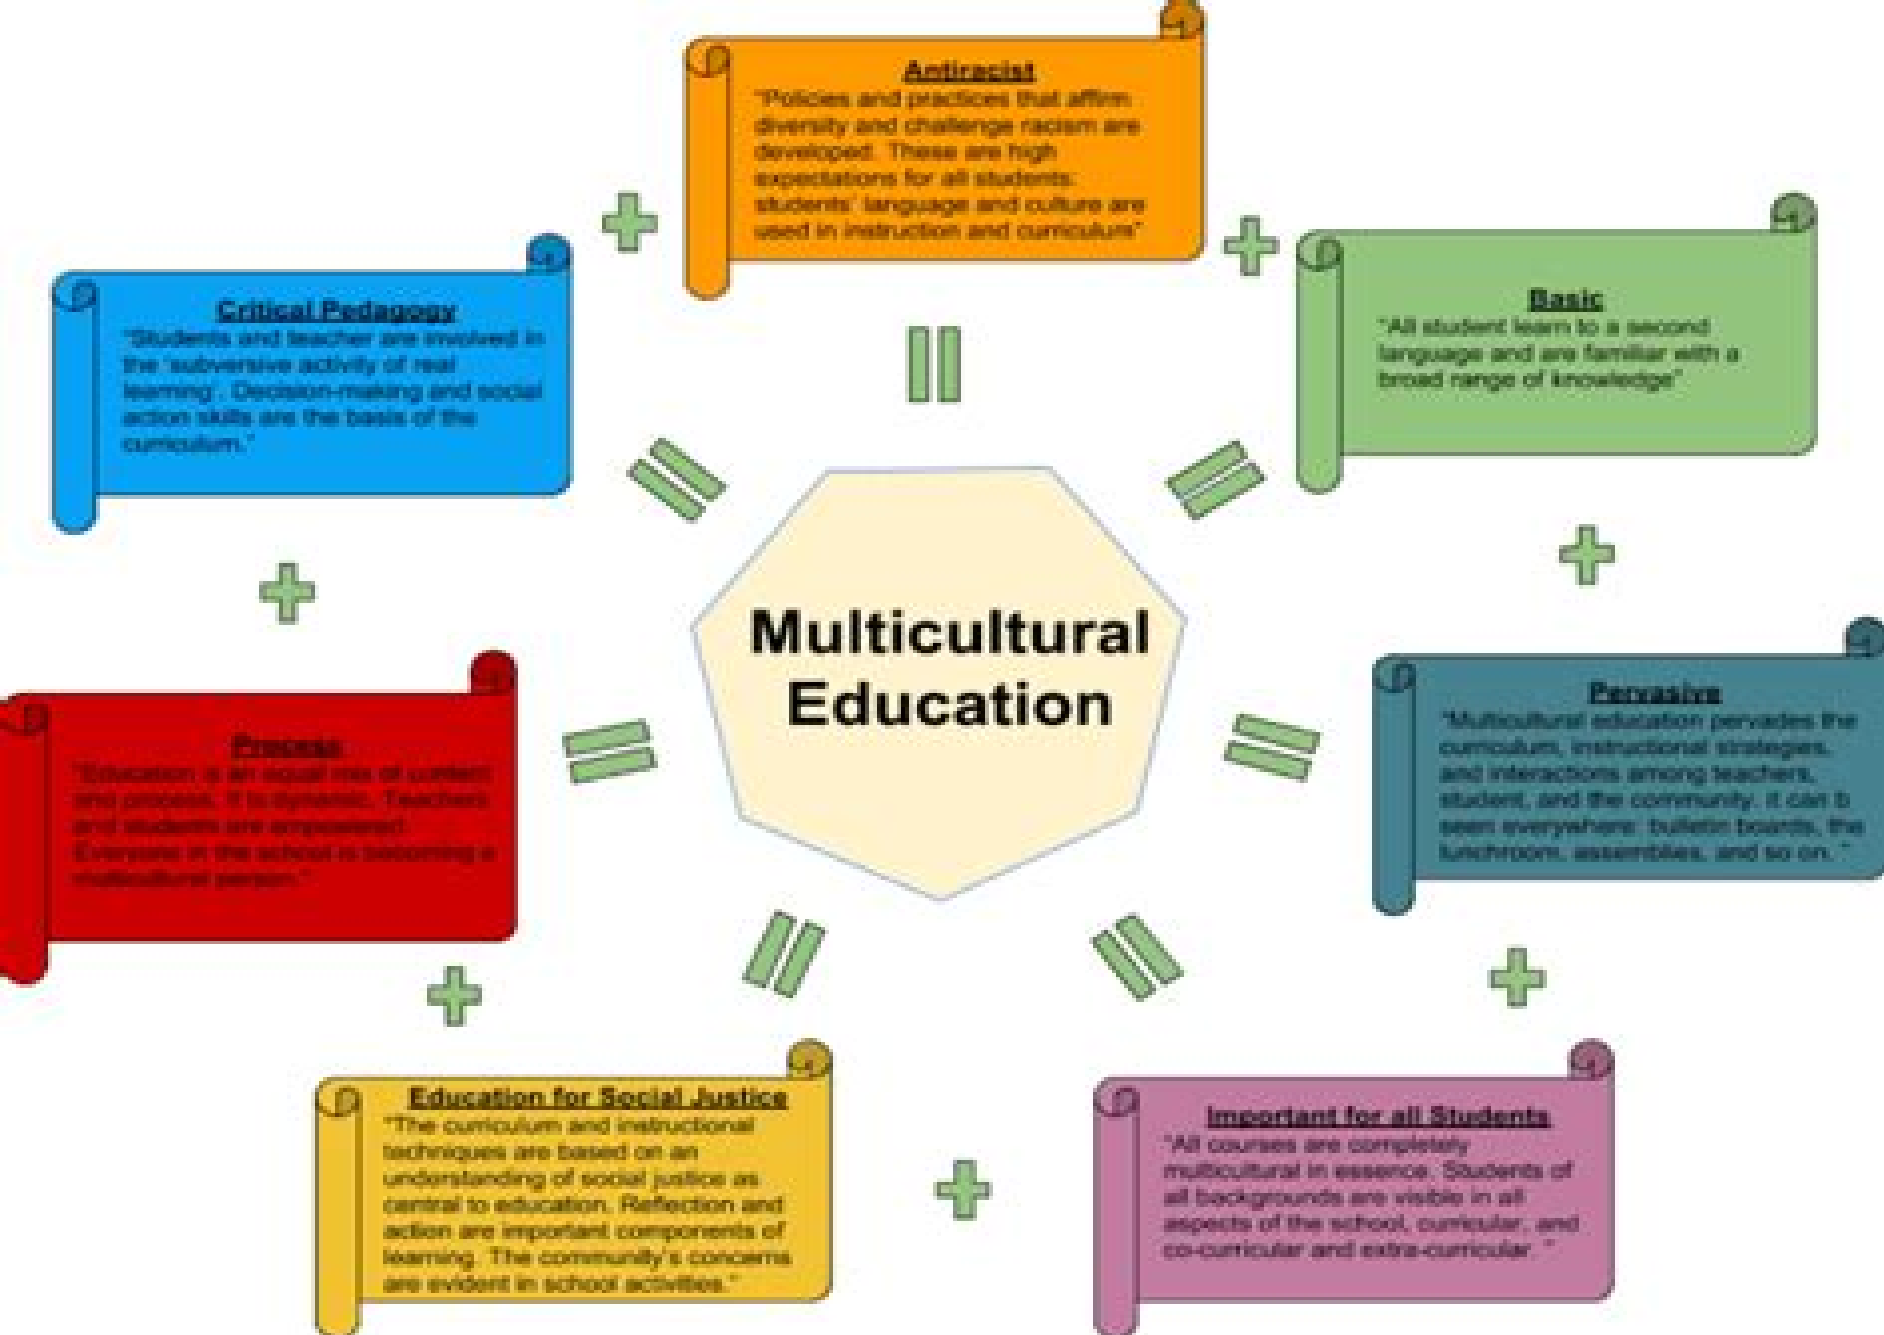 Antiracist
"Policies and practices that affirm
diversity and challenge racism are
developed. These are high
expectations for all students;
students' language and culture are
used in instruction and curriculum"
Basic
"All student learn to a second
language and are familiar with a
broad range of knowledge"
Critical Pedagogy
"Students and teacher are involved in
the 'subversive activity of real
learning'. Decision-making and social
action skills are the basis of the
curriculum."
Multicultural
Education
Pervasive
"Multicultural education pervades the
curriculum, instructional strategies,
and interactions among teachers,
student, and the community. it can b
seen everywhere: bulletin boards, the
lunchroom, assemblies, and so on. "
Process
"Education is an equal mix of content
and process. It is dynamic. Teachers
and students are empowered.
Everyone in the school is becoming a
multicultural person."
Education for Social Justice
"The curriculum and instructional
techniques are based on an
understanding of social justice as
central to education. Reflection and
action are important components of
learning. The community's concerns
are evident in school activities."
Important for all Students
"All courses are completely
multicultural in essence. Students of
all backgrounds are visible in all
aspects of the school, curricular, and
co-curricular and extra-curricular. "